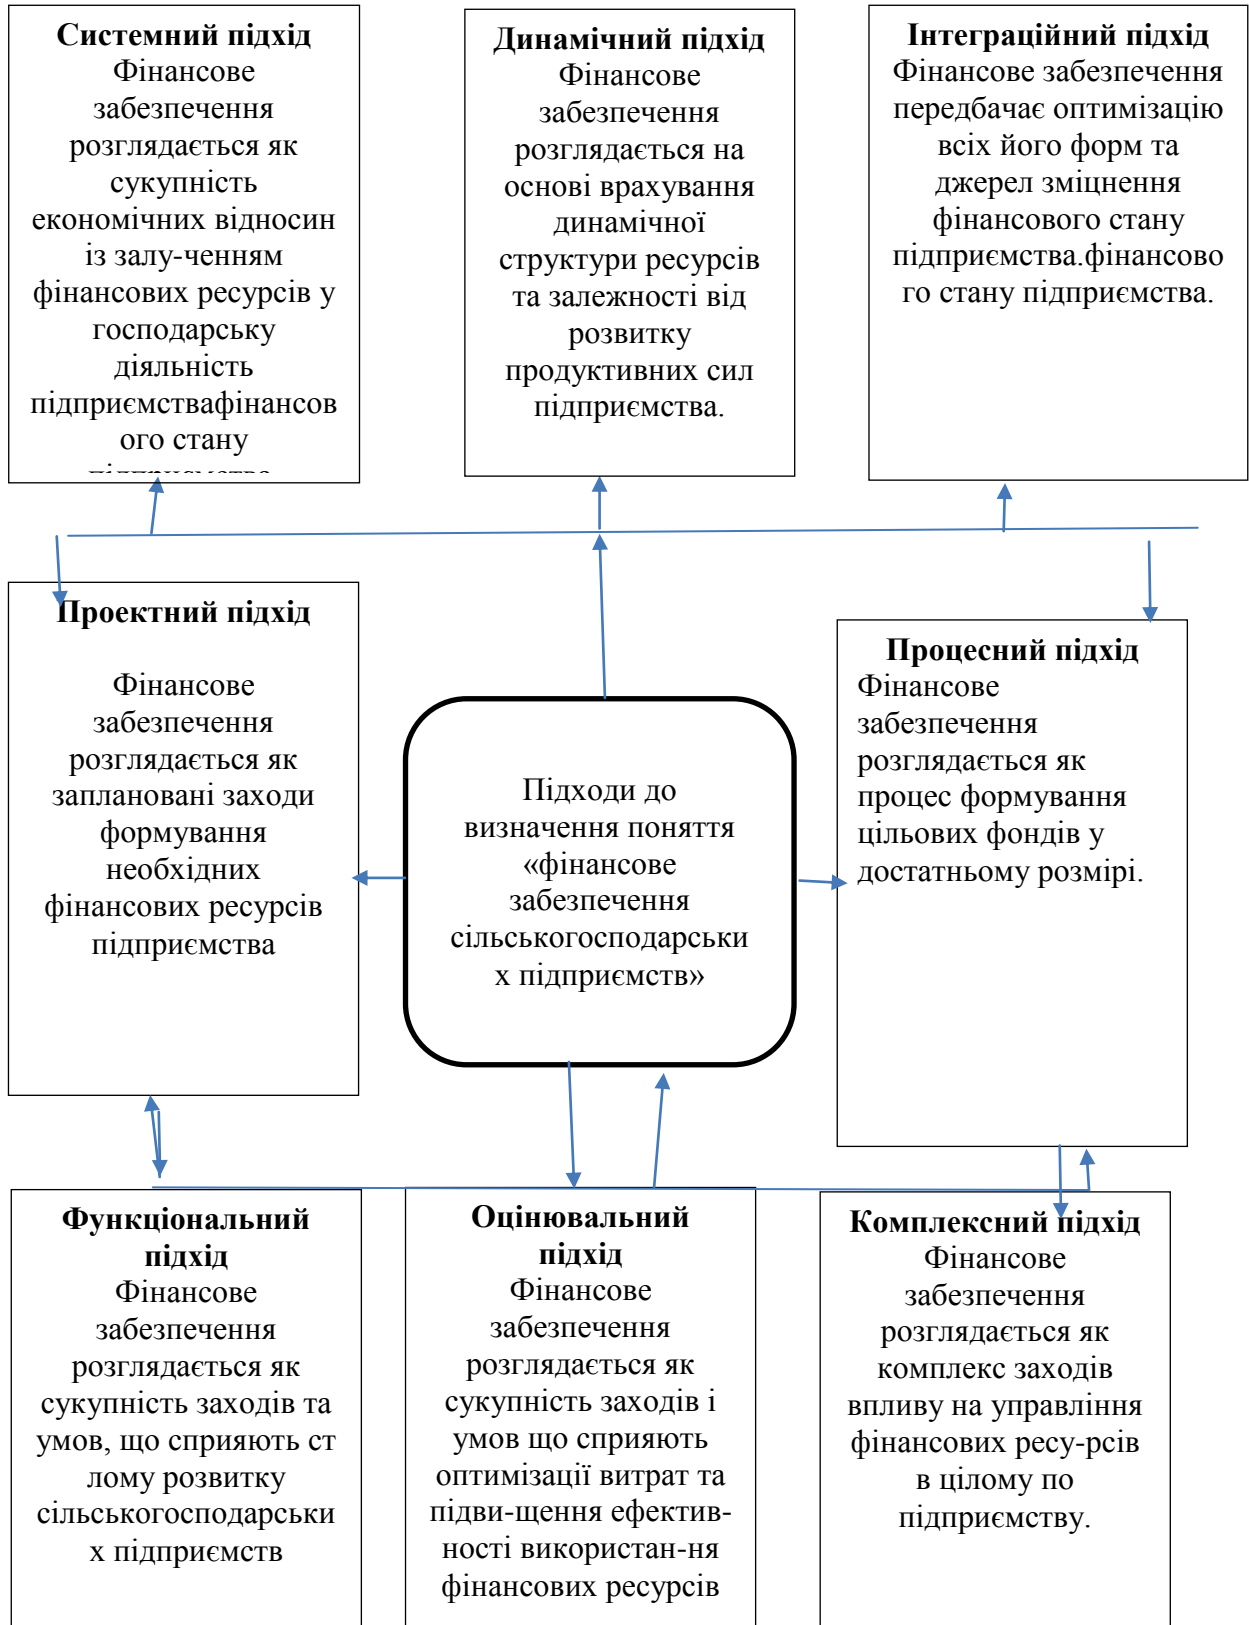 Системний підхід
Фінансове
забезпечення
розглядається як
сукупність
економічних відносин
із залу-ченням
фінансових ресурсів у
господарську
діяльність
підприємствафінансов
ого стану
Динамічний підхід
Фінансове
забезпечення
розглядається на
основі врахування
динамічної
структури ресурсів
та залежності від
розвитку
продуктивних сил
підприємства.
Інтеграційний підхід
Фінансове забезпечення
передбачає оптимізацію
всіх його форм та
джерел зміцнення
фінансового стану
підприємства.фінансово
го стану підприємства.
Проектний підхід
Фінансове
забезпечення
розглядається як
заплановані заходи
формування
необхідних
фінансових ресурсів
підприємства
Підходи до
визначення поняття
«фінансове
забезпечення
сільськогосподарськи
х підприємств»
Процесний підхід
Фінансове
забезпечення
розглядається як
процес формування
цільових фондів у
достатньому розмірі.
Функціональний
підхід
Фінансове
забезпечення
розглядається як
сукупність заходів та
умов, що сприяють ст
лому розвитку
сільськогосподарськи
х підприємств
Оцінювальний
підхід
Фінансове
забезпечення
розглядається як
сукупність заходів і
умов що сприяють
оптимізації витрат та
підви-щення ефектив-
ності використан-ня
фінансових ресурсів
Комплексний підхід
Фінансове
забезпечення
розглядається як
комплекс заходів
впливу на управління
фінансових ресу-рсів
в цілому по
підприємству.